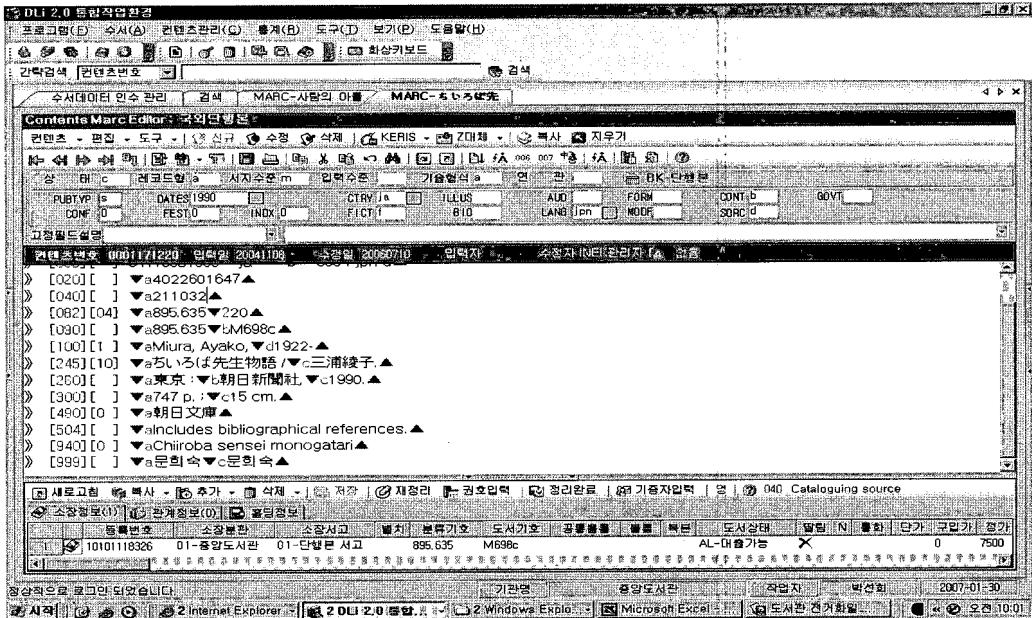 DLi 2.0 통합작업환경
프로그램(F) 수서(A) 컨텐츠관리(C) 통계(R) 도구(T) 보기(P) 도움말(H)
화상키보드
간략검색 컨텐츠번호 검색
수서데이터 인수 관리 검색 MARC-사람의 아들 MARC-ちいろば先
Contents Marc Editor : 국외단행본
컨텐츠 편집 도구 신규 수정 삭제 KERIS Z대체 복사 지우기
006 007
상 태 c 레코드형 a 서지수준 m 입력수준 기술형식 a 연 관 BK-단행본
PUBTYP s DATES 1990 CTRY ja ILLUS AUD FORM CONT b GOVT
CONF 0 FEST 0 INDX 0 FICT f BIO LANG jpn MODF SORC d
고정필드설명
컨텐츠번호 0001171220 입력일 20041108 수정일 20060710 입력자 수정자 없음
》 [020][ ] ▼a4022601647▲
》 [040][ ] ▼a211032▲
》 [082][04] ▼a895.635▼220▲
》 [090][ ] ▼a895.635▼bM698c▲
》 [100][1 ] ▼aMiura, Ayako,▼d1922-▲
》 [245][10] ▼aちいろば先生物語 /▼c三浦綾子.▲
》 [260][ ] ▼a東京 :▼b朝日新聞社,▼c1990.▲
》 [300][ ] ▼a747 p. ;▼c15 cm.▲
》 [490][0 ] ▼a朝日文庫▲
》 [504][ ] ▼aIncludes bibliographical references.▲
》 [940][0 ] ▼aChiiroba sensei monogatari▲
》 [999][ ] ▼a문희숙▼c문희숙▲
새로고침 복사 추가 삭제 저장 재정리 권호입력 정리완료 기증자입력 명 040 Cataloguing source
소장정보(1) 관계정보(0) 홀딩정보
등록번호 소장분관 소장서고 별치 분류기호 도서기호 복본 도서상태 딸림 N 통화 단가 구입가 정가
1 10101118326 01-중앙도서관 01-단행본 서고 895.635 M698c AL-대출가능 0 7500
정상적으로 로그인 되었습니다. 기관명 중앙도서관 작업자 박선희 2007-01-30
시작 2 Internet Explorer 2 DLi 2.0 통합... 2 Windows Explo... Microsoft Excel - 도서관 전거화일 오전 10:01